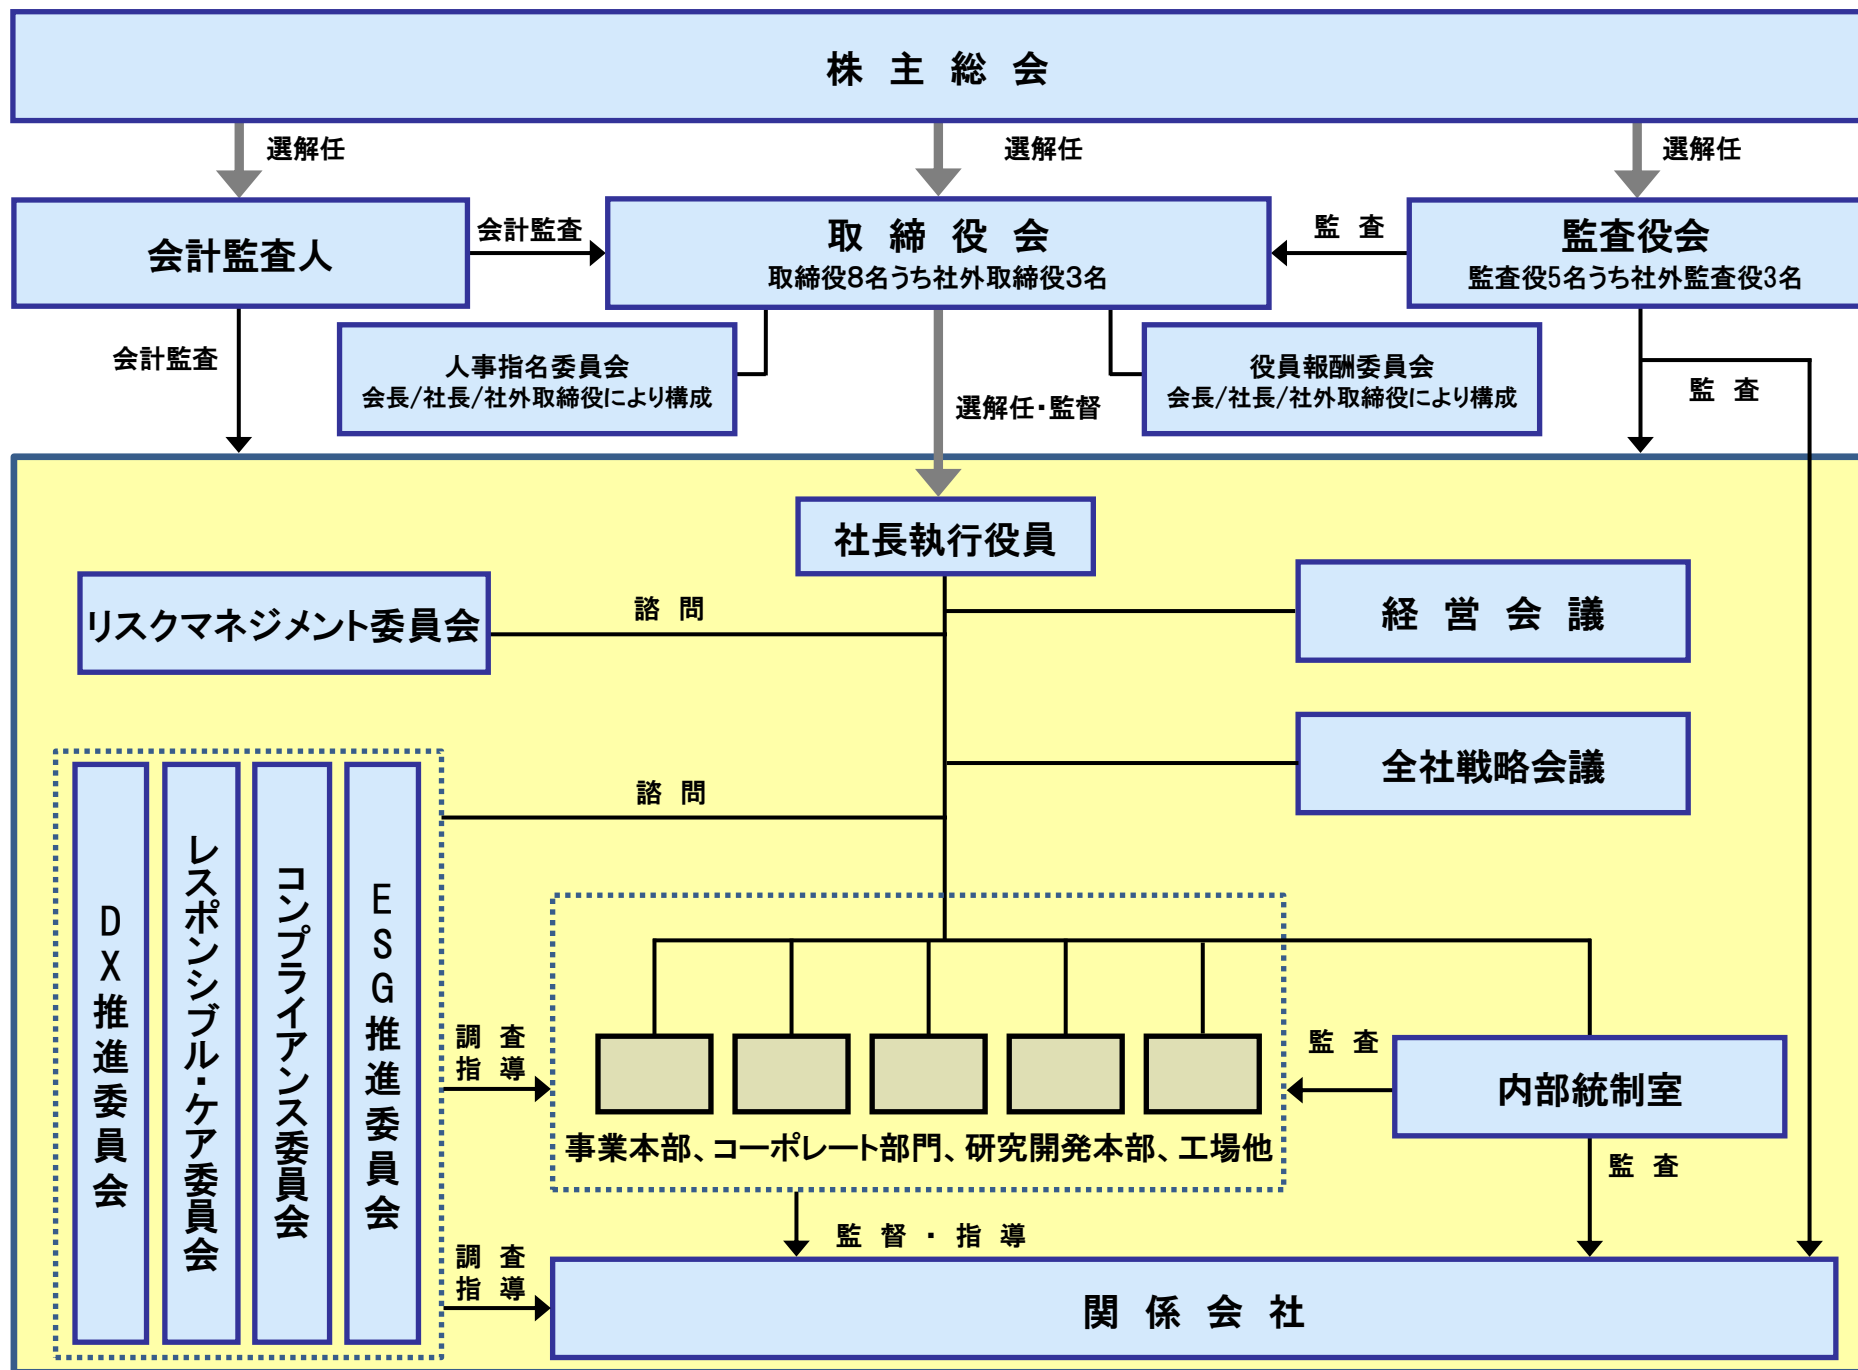 株主総会
選解任
選解任
選解任
会計監査人
会計監査
取締役会
取締役8名うち社外取締役3名
監査
監査役会
監査役5名うち社外監査役3名
会計監査
人事指名委員会
会長/社長/社外取締役により構成
選解任・監督
役員報酬委員会
会長/社長/社外取締役により構成
監査
社長執行役員
リスクマネジメント委員会
諮問
経営会議
全社戦略会議
諮問
DX推進委員会
レスポンシブル・ケア委員会
コンプライアンス委員会
ESG推進委員会
調査
指導
監査
内部統制室
事業本部、コーポレート部門、研究開発本部、工場他
監査
監督・指導
調査
指導
関係会社